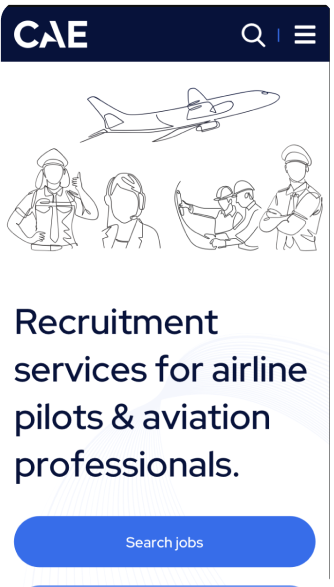 CAE
Recruitment
services for airline
pilots & aviation
professionals.
Search jobs